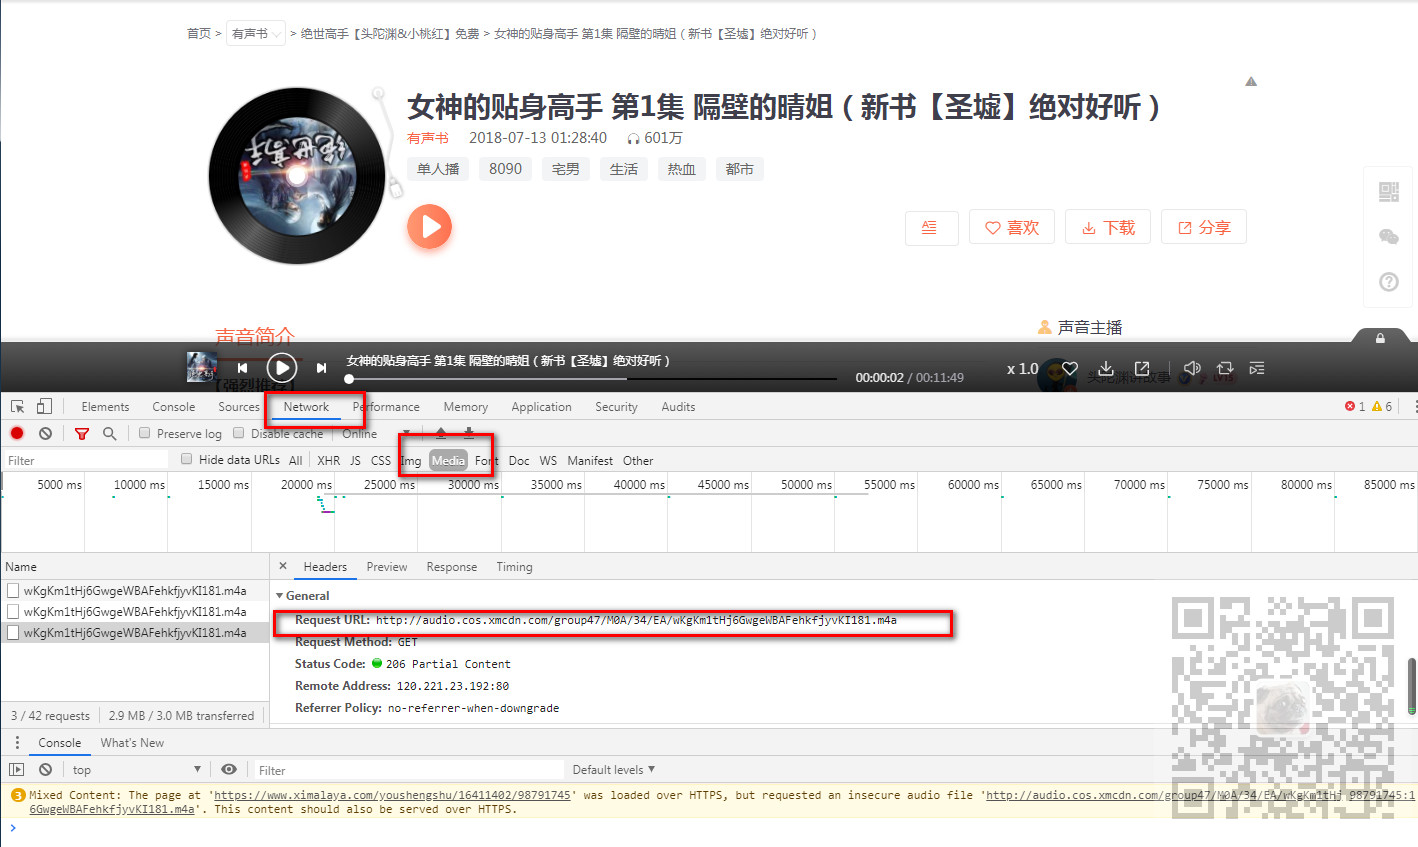 首页 > 有声书 > 绝世高手【头陀渊&小桃红】免费 > 女神的贴身高手 第1集 隔壁的晴姐（新书【圣墟】绝对好听）
女神的贴身高手 第1集 隔壁的晴姐（新书【圣墟】绝对好听）
有声书 2018-07-13 01:28:40 601万
单人播 8090 宅男 生活 热血 都市
喜欢 下载 分享
绝世高手
声音简介 声音主播
女神的贴身高手 第1集 隔壁的晴姐（新书【圣墟】绝对好听）
00:00:02 / 00:11:49 x 1.0
【强烈推荐】 头陀渊讲故事 LV15
Elements Console Sources Network Performance Memory Application Security Audits 1 6
Preserve log Disable cache Online
Filter Hide data URLs All XHR JS CSS Img Media Font Doc WS Manifest Other
5000 ms 10000 ms 15000 ms 20000 ms 25000 ms 30000 ms 35000 ms 40000 ms 45000 ms 50000 ms 55000 ms 60000 ms 65000 ms 70000 ms 75000 ms 80000 ms 85000 ms
Name × Headers Preview Response Timing
wKgKm1tHj6GwgeWBAFehkfjyvKI181.m4a
wKgKm1tHj6GwgeWBAFehkfjyvKI181.m4a
wKgKm1tHj6GwgeWBAFehkfjyvKI181.m4a
General
Request URL: http://audio.cos.xmcdn.com/group47/M0A/34/EA/wKgKm1tHj6GwgeWBAFehkfjyvKI181.m4a
Request Method: GET
Status Code: 206 Partial Content
Remote Address: 120.221.23.192:80
Referrer Policy: no-referrer-when-downgrade
3 / 42 requests 2.9 MB / 3.0 MB transferred
Console What's New
top Filter Default levels
3 Mixed Content: The page at 'https://www.ximalaya.com/youshengshu/16411402/98791745' was loaded over HTTPS, but requested an insecure audio file 'http://audio.cos.xmcdn.com/group47/M0A/34/EA/wKgKm1tHj 98791745:1
6GwgeWBAFehkfjyvKI181.m4a'. This content should also be served over HTTPS.